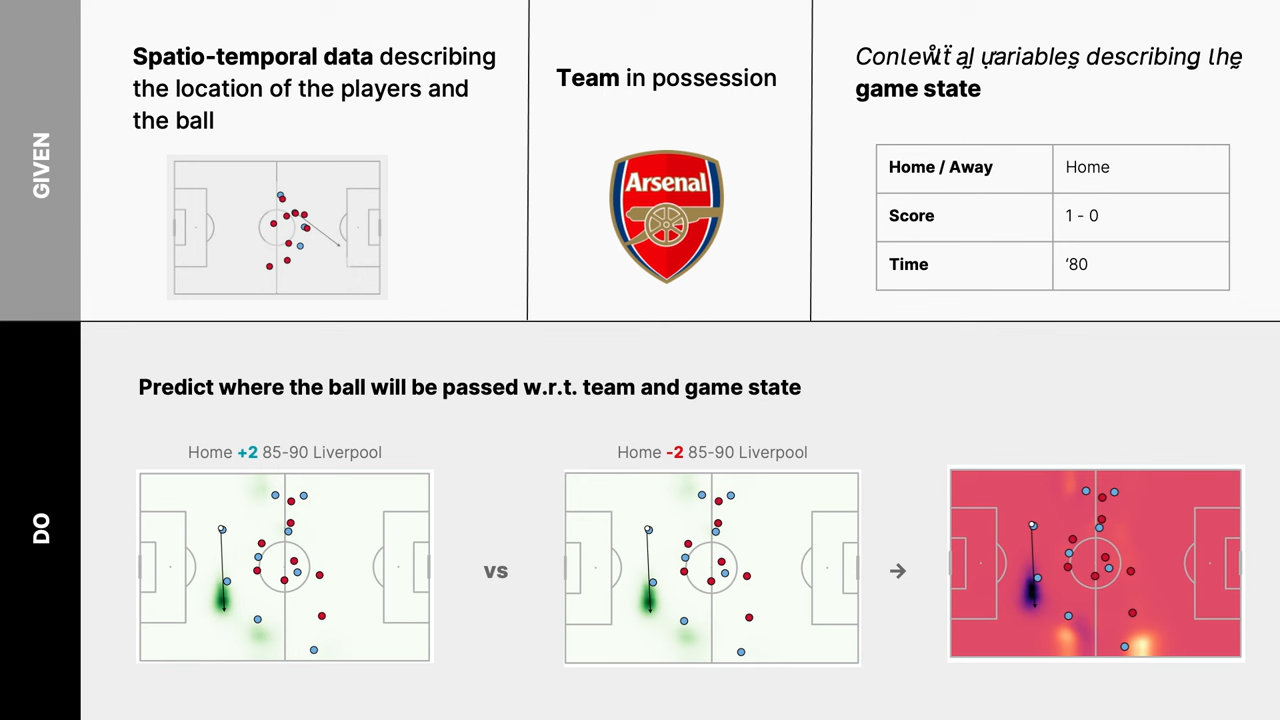 GIVEN
Spatio-temporal data describing
the location of the players and
the ball
Team in possession
Arsenal
describing
game state
Home / Away Home
Score 1 - 0
Time ‘80
DO
Predict where the ball will be passed w.r.t. team and game state
Home +2 85-90 Liverpool
Home -2 85-90 Liverpool
vs
→